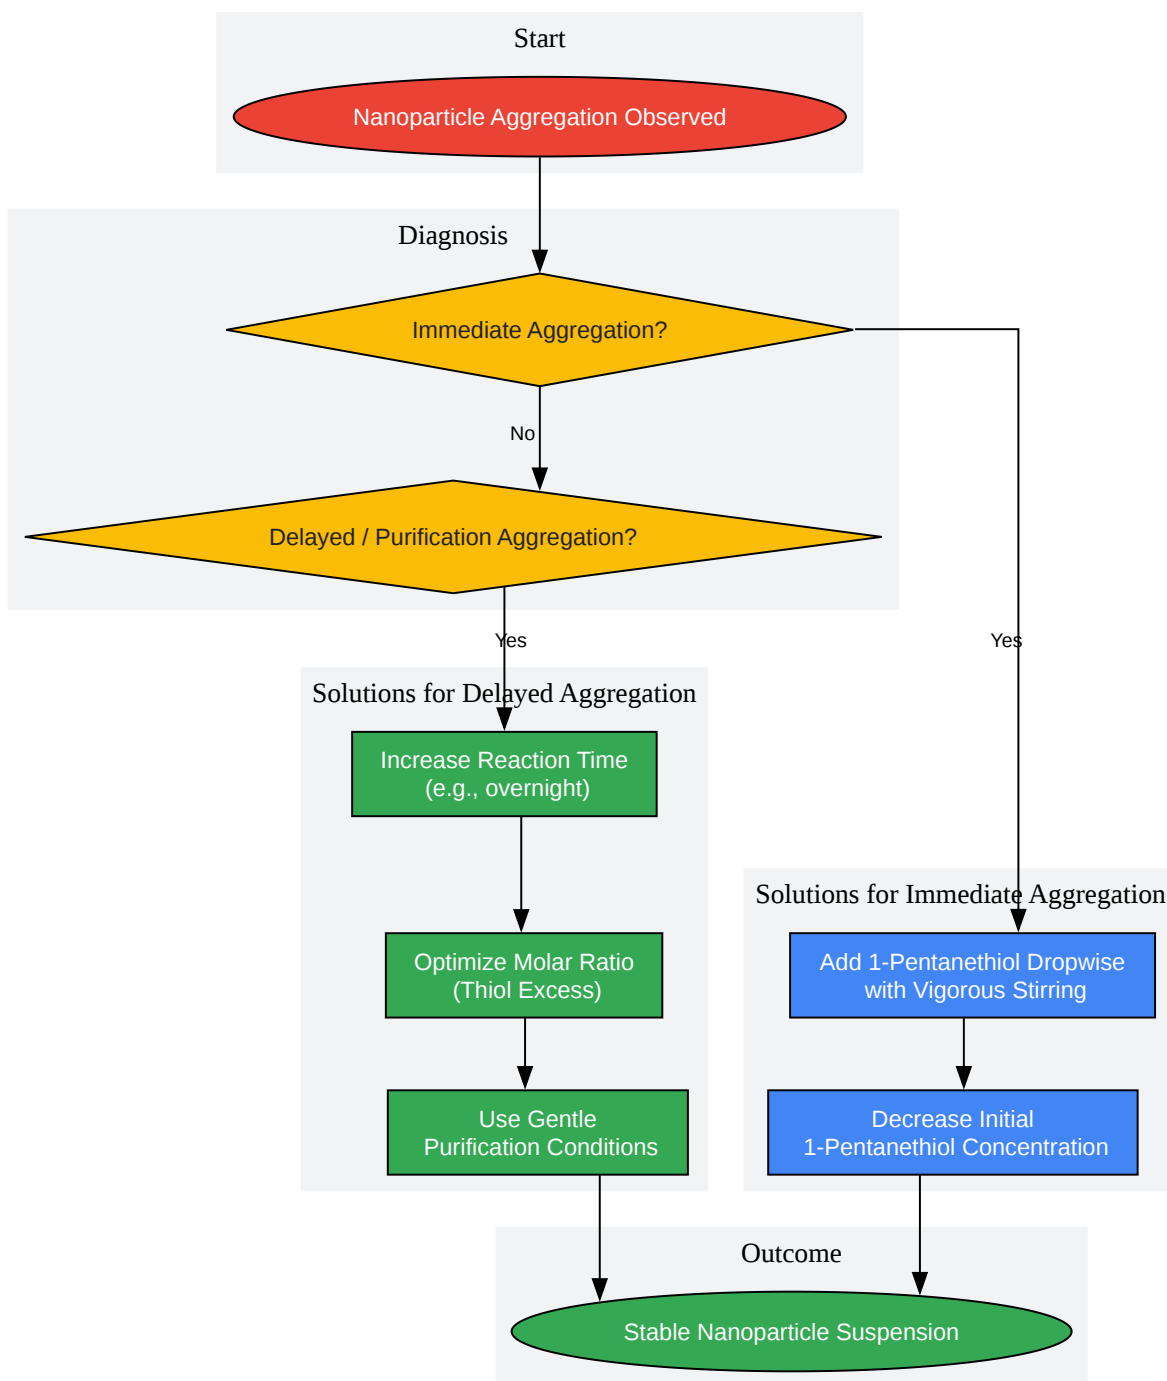 Start
Nanoparticle Aggregation Observed
Diagnosis
Immediate Aggregation?
No
Delayed / Purification Aggregation?
Yes
Yes
Solutions for Delayed Aggregation
Increase Reaction Time
(e.g., overnight)
Optimize Molar Ratio
(Thiol Excess)
Use Gentle
Purification Conditions
Solutions for Immediate Aggregation
Add 1-Pentanethiol Dropwise
with Vigorous Stirring
Decrease Initial
1-Pentanethiol Concentration
Outcome
Stable Nanoparticle Suspension